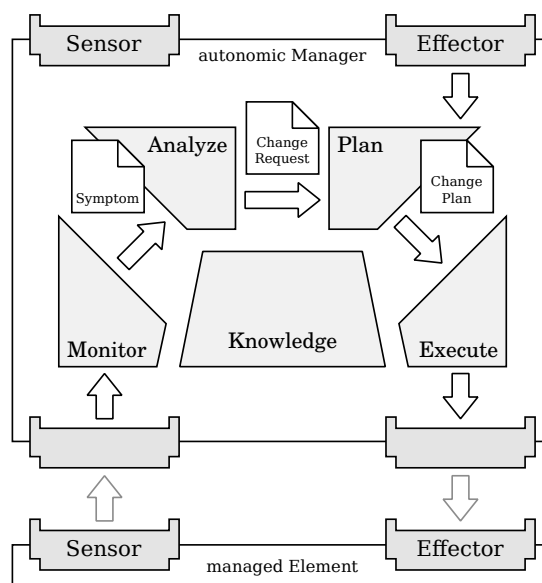 Sensor
autonomic Manager
Effector
Analyze
Change
Request
Plan
Symptom
Change
Plan
Monitor
Knowledge
Execute
Sensor
managed Element
Effector